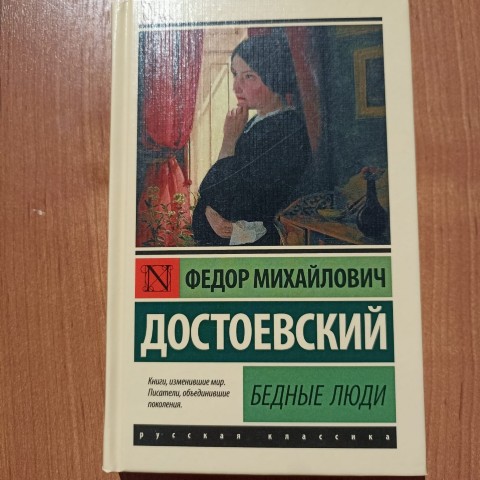 N
ФЕДОР МИХАЙЛОВИЧ
ДОСТОЕВСКИЙ
Книги, изменившие мир.
Писатели, объединившие
поколения.
БЕДНЫЕ ЛЮДИ
русская классика